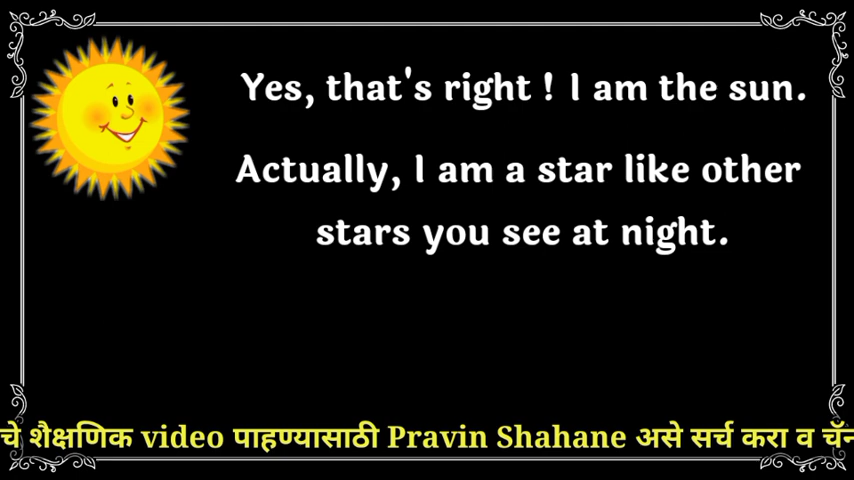 Yes, that's right ! I am the sun.
Actually, I am a star like other
stars you see at night.
चे शैक्षणिक video पाहण्यासाठी Pravin Shahane असे सर्च करा व